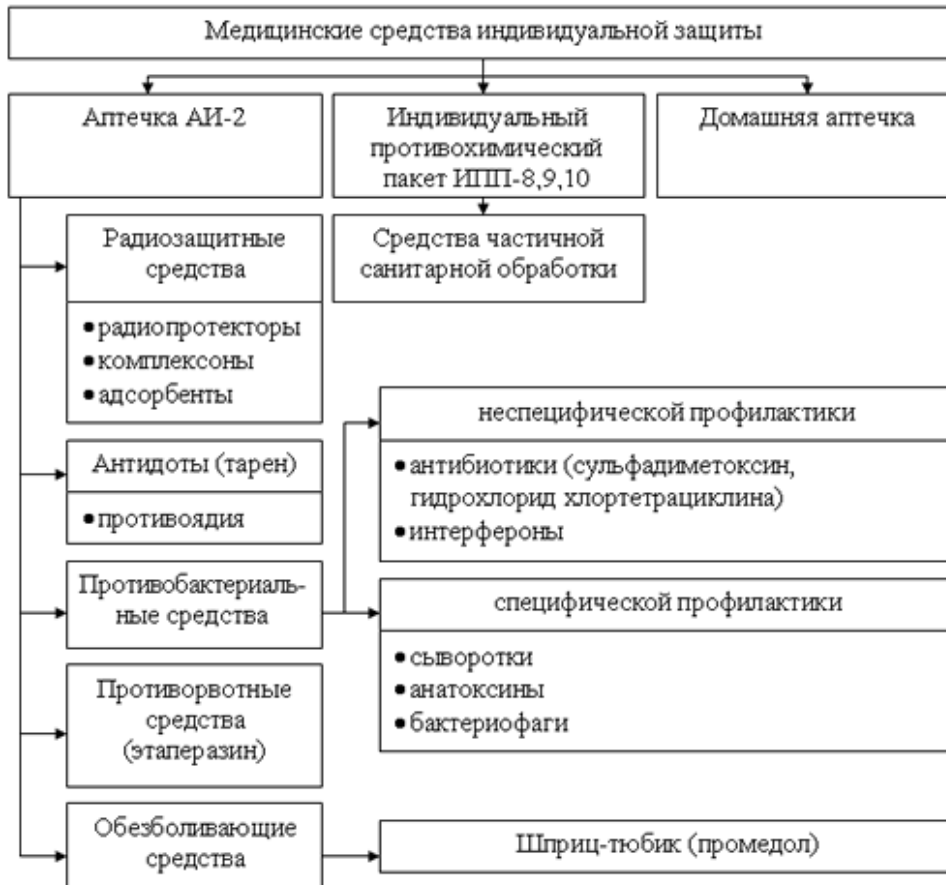 Медицинские средства индивидуальной защиты
Аптечка АИ-2
Индивидуальный
противохимический
пакет ИПП-8,9,10
Домашняя аптечка
Радиозащитные
средства
• радиопротекторы
• комплексоны
• адсорбенты
Средства частичной
санитарной обработки
Антидоты (тарен)
• противоядия
Противобактериаль-
ные средства
неспецифической профилактики
• антибиотики (сульфадиметоксин,
гидрохлорид хлортетрациклина)
• интерфероны
специфической профилактики
• сыворотки
• анатоксины
• бактериофаги
Противорвотные
средства
(этаперазин)
Обезболивающие
средства
Шприц-тюбик (промедол)